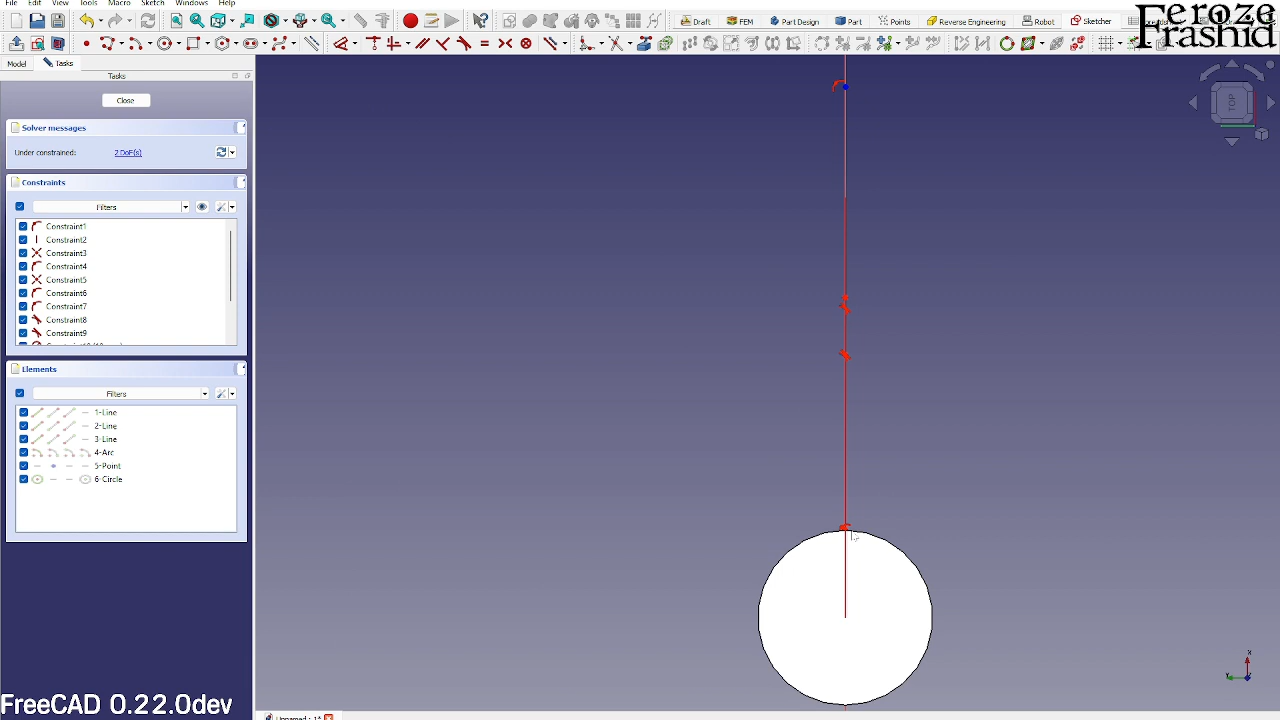 File Edit View Tools Macro Sketch Windows Help
Draft FEM Part Design Part Points Reverse Engineering Robot Sketcher
Feroze
Frashid
Model Tasks
Tasks
Close
Solver messages
Under constrained: 2 DoF(s)
Constraints
Filters
Constraint1
Constraint2
Constraint3
Constraint4
Constraint5
Constraint6
Constraint7
Constraint8
Constraint9
Elements
Filters
1-Line
2-Line
3-Line
4-Arc
5-Point
6-Circle
TOP
X
Y
FreeCAD 0.22.0dev
Unnamed : 1*